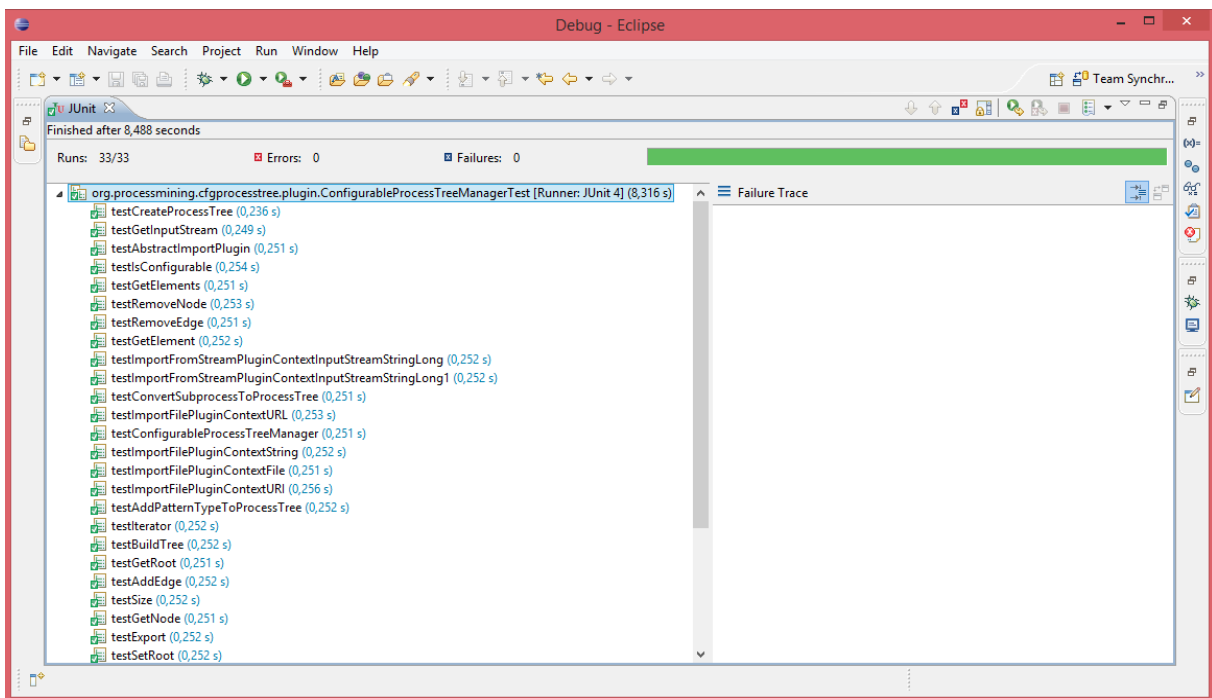 Debug - Eclipse
File Edit Navigate Search Project Run Window Help
Team Synchr...
JUnit
Finished after 8,488 seconds
Runs: 33/33 Errors: 0 Failures: 0
org.processmining.cfgprocesstree.plugin.ConfigurableProcessTreeManagerTest [Runner: JUnit 4] (8,316 s)
Failure Trace
testCreateProcessTree (0,236 s)
testGetInputStream (0,249 s)
testAbstractImportPlugin (0,251 s)
testIsConfigurable (0,254 s)
testGetElements (0,251 s)
testRemoveNode (0,253 s)
testRemoveEdge (0,251 s)
testGetElement (0,252 s)
testImportFromStreamPluginContextInputStreamStringLong (0,252 s)
testImportFromStreamPluginContextInputStreamStringLong1 (0,252 s)
testConvertSubprocessToProcessTree (0,251 s)
testImportFilePluginContextURL (0,253 s)
testConfigurableProcessTreeManager (0,251 s)
testImportFilePluginContextString (0,252 s)
testImportFilePluginContextFile (0,251 s)
testImportFilePluginContextURI (0,256 s)
testAddPatternTypeToProcessTree (0,252 s)
testIterator (0,252 s)
testBuildTree (0,252 s)
testGetRoot (0,251 s)
testAddEdge (0,252 s)
testSize (0,252 s)
testGetNode (0,251 s)
testExport (0,252 s)
testSetRoot (0,252 s)